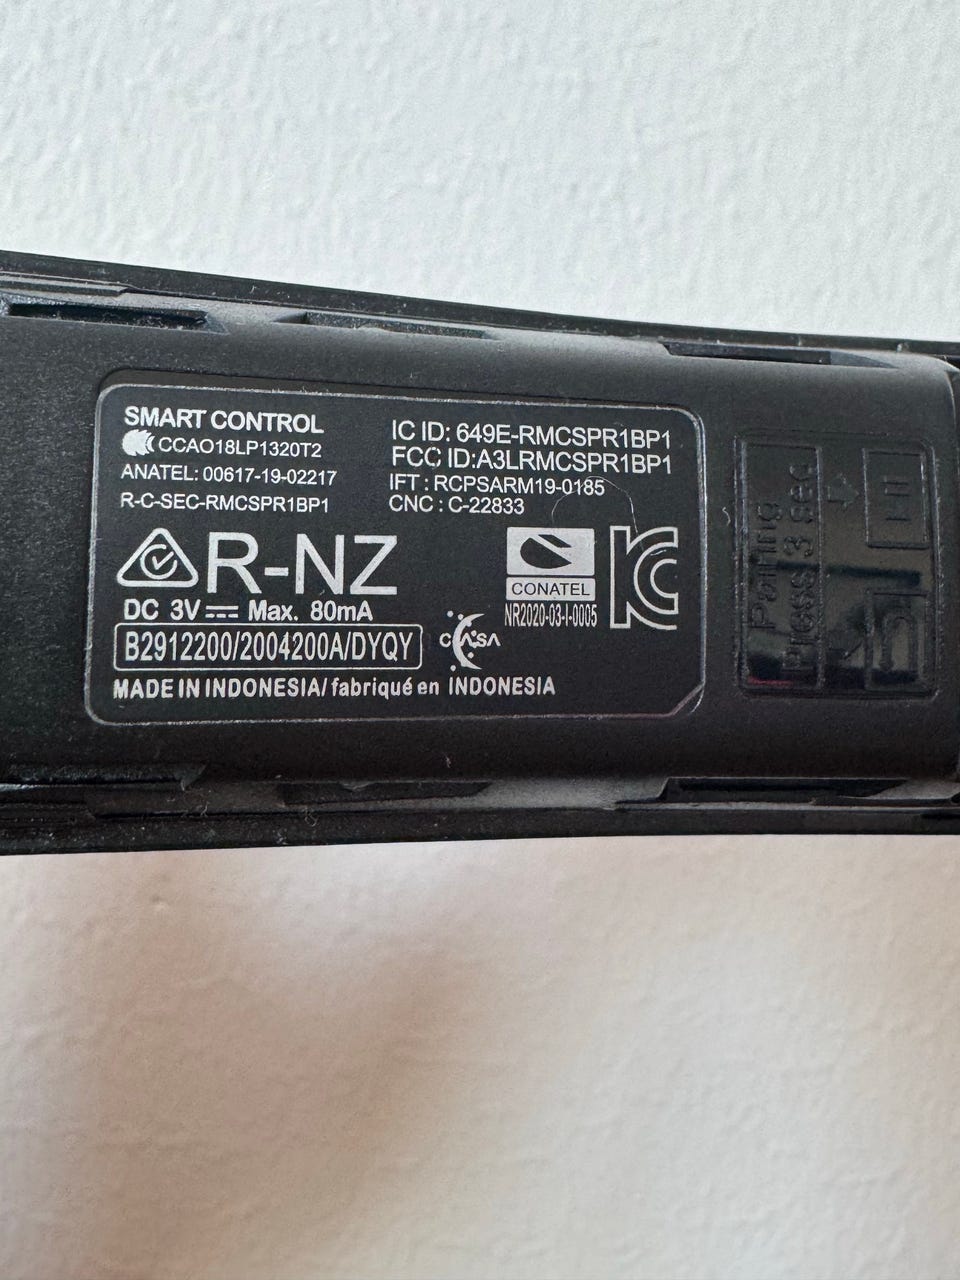 SMART CONTROL
CCAO18LP1320T2
ANATEL: 00617-19-02217
R-C-SEC-RMCSPR1BP1
IC ID: 649E-RMCSPR1BP1
FCC ID:A3LRMCSPR1BP1
IFT : RCPSARM19-0185
CNC : C-22833
R-NZ
DC 3V Max. 80mA
B2912200/2004200A/DYQY
CONATEL
NR2020-03-I-0005
KC
CASA
MADE IN INDONESIA/ fabriqué en INDONESIA
Pairing
Press 3 sec